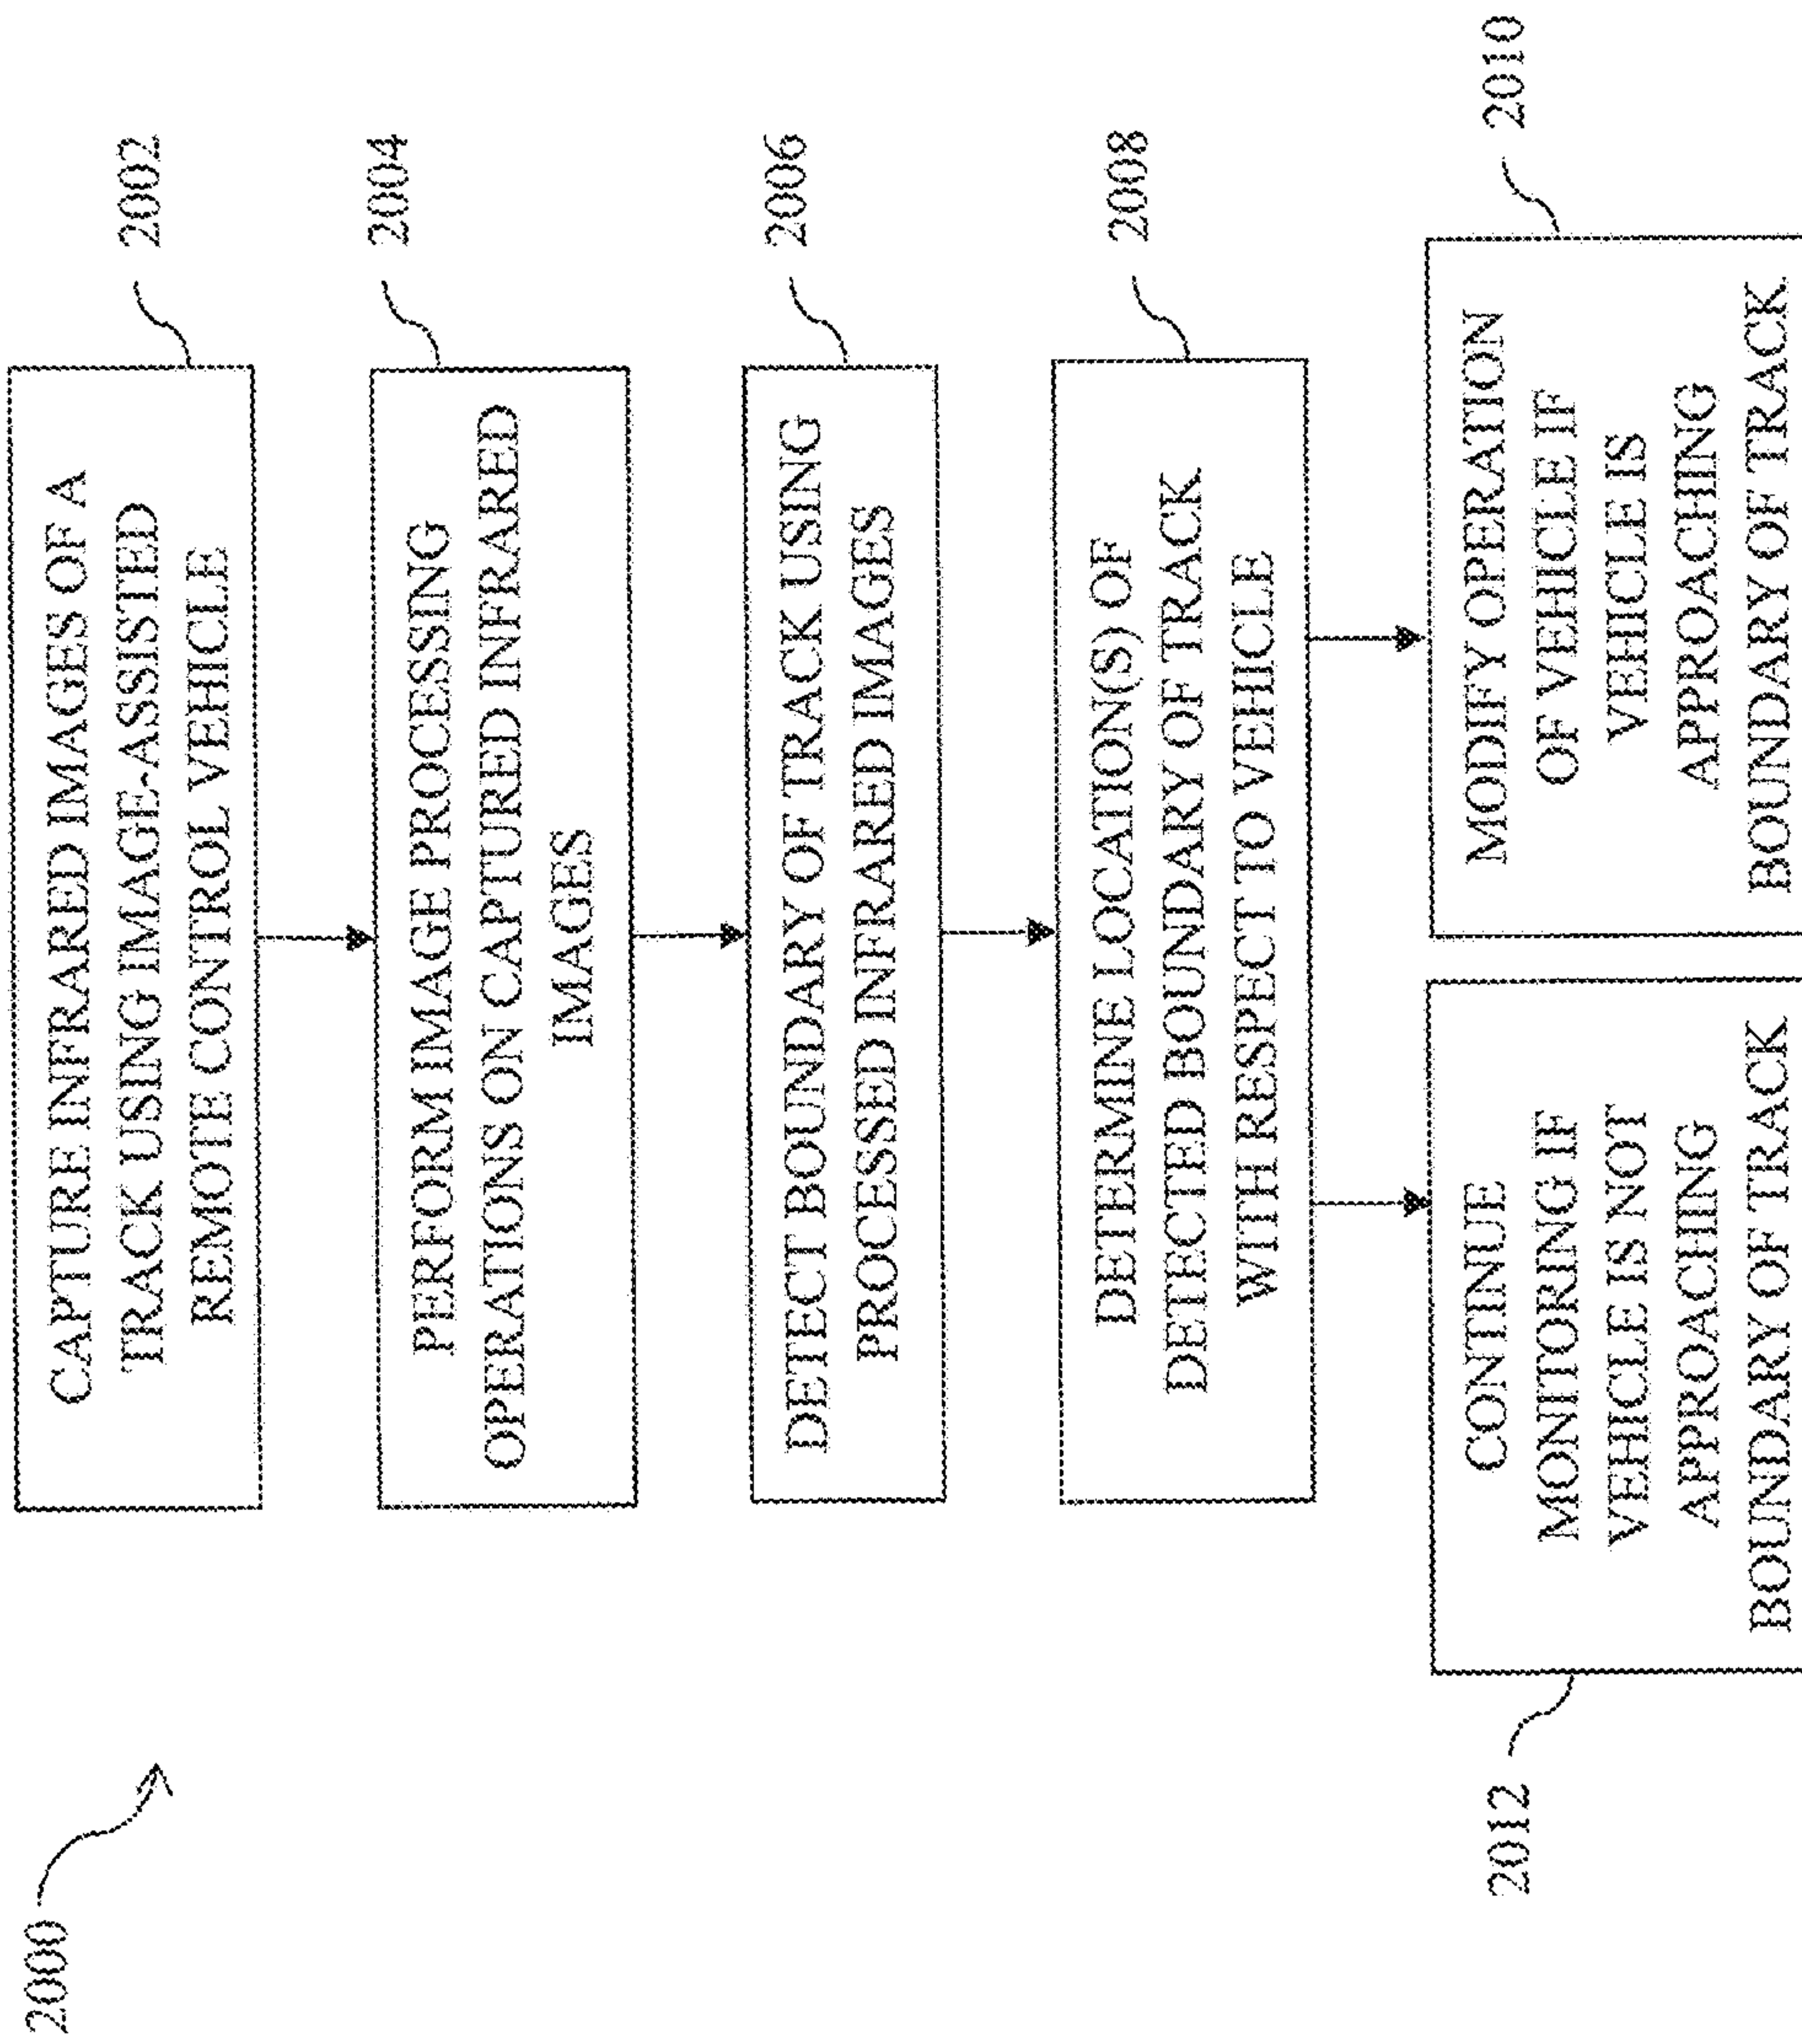 2000
CAPTURE INFRARED IMAGES OF A
TRACK USING IMAGE-ASSISTED
REMOTE CONTROL VEHICLE
2002
PERFORM IMAGE PROCESSING
OPERATIONS ON CAPTURED INFRARED
IMAGES
2004
DETECT BOUNDARY OF TRACK USING
PROCESSED INFRARED IMAGES
2006
DETERMINE LOCATION(S) OF
DETECTED BOUNDARY OF TRACK
WITH RESPECT TO VEHICLE
2008
2012
CONTINUE
MONITORING IF
VEHICLE IS NOT
APPROACHING
BOUNDARY OF TRACK
MODIFY OPERATION
OF VEHICLE IF
VEHICLE IS
APPROACHING
BOUNDARY OF TRACK
2010